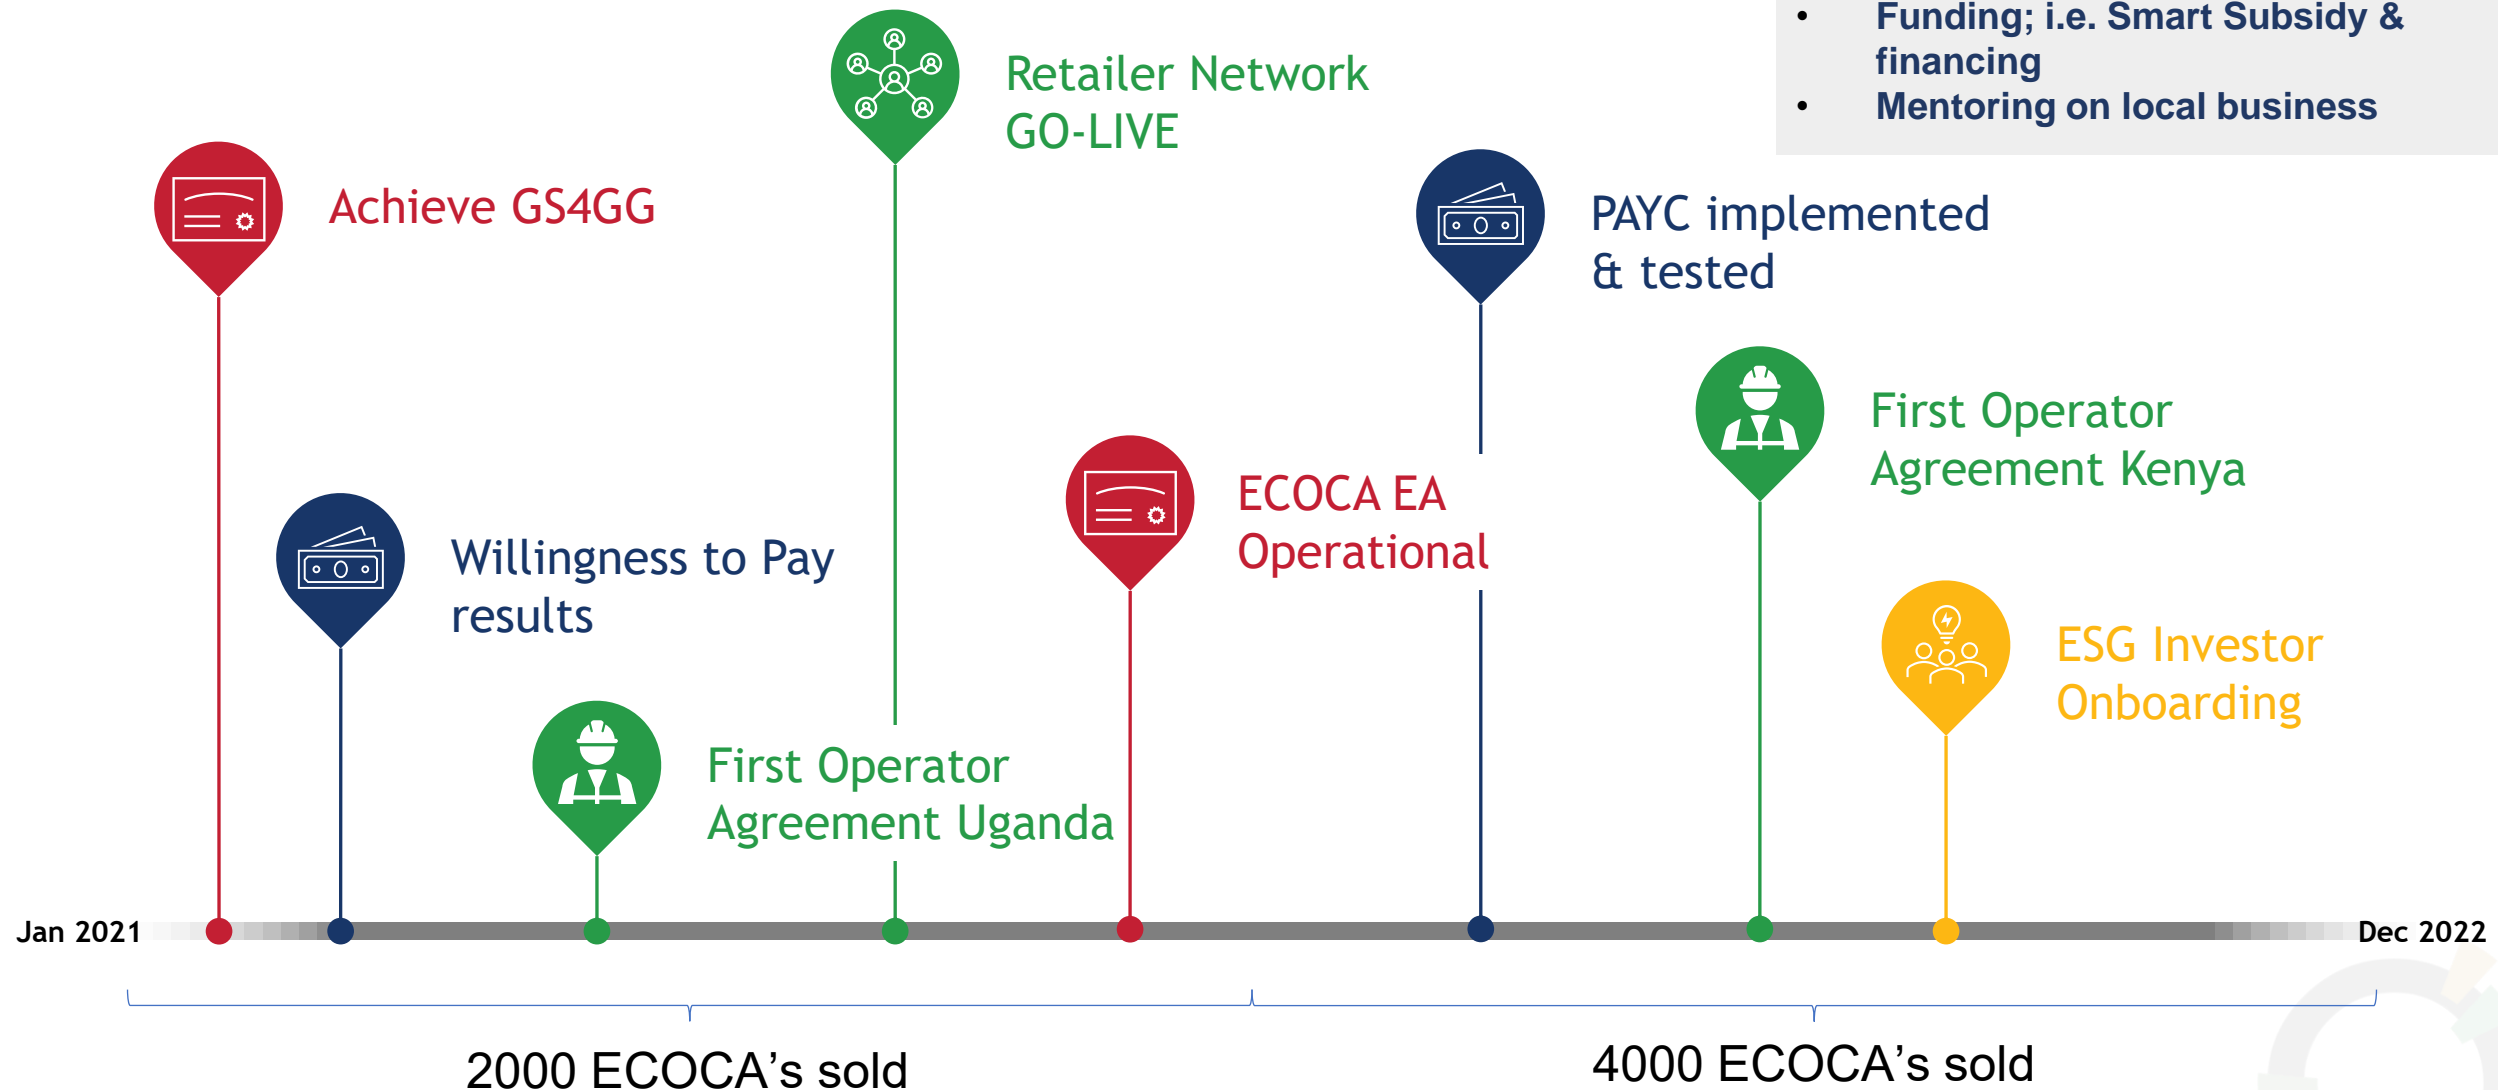 • Funding; i.e. Smart Subsidy &
financing
• Mentoring on local business
Retailer Network
GO-LIVE
Achieve GS4GG
PAYC implemented
& tested
First Operator
Agreement Kenya
ECOCA EA
Operational
Willingness to Pay
results
ESG Investor
Onboarding
First Operator
Agreement Uganda
Jan 2021
Dec 2022
2000 ECOCA’s sold
4000 ECOCA’s sold